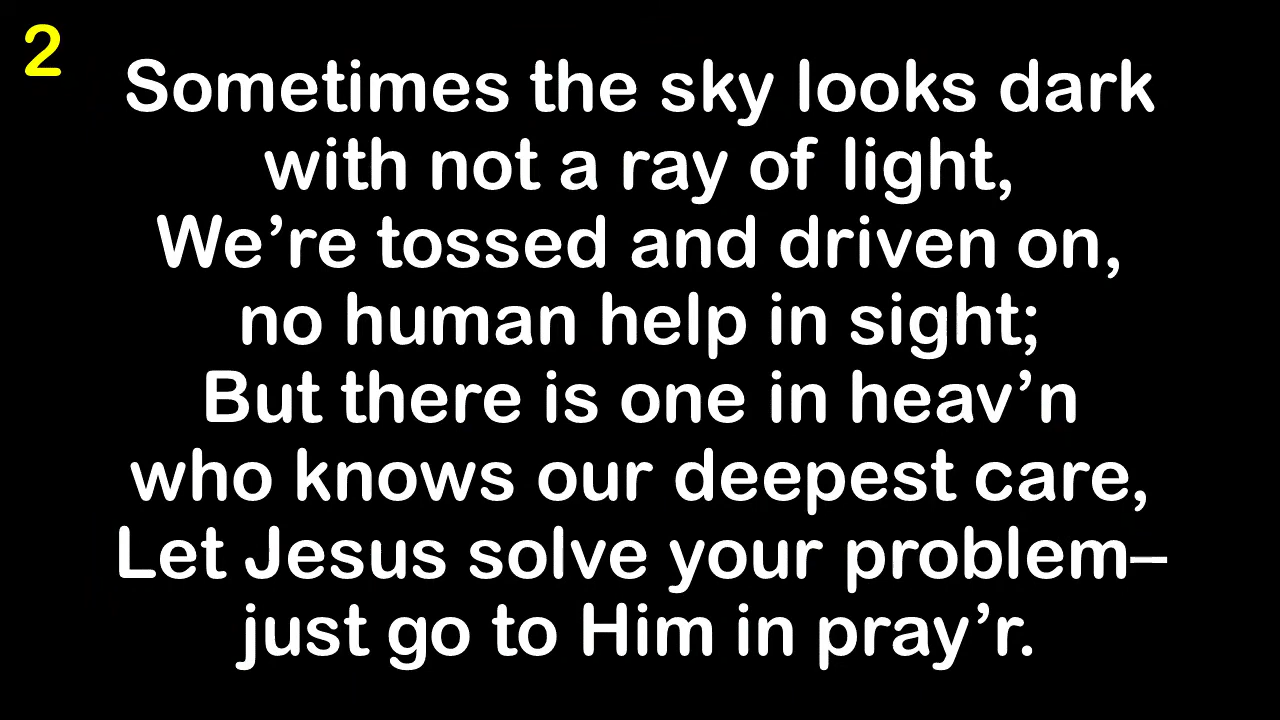 2
Sometimes the sky looks dark
with not a ray of light,
We’re tossed and driven on,
no human help in sight;
But there is one in heav’n
who knows our deepest care,
Let Jesus solve your problem–
just go to Him in pray’r.